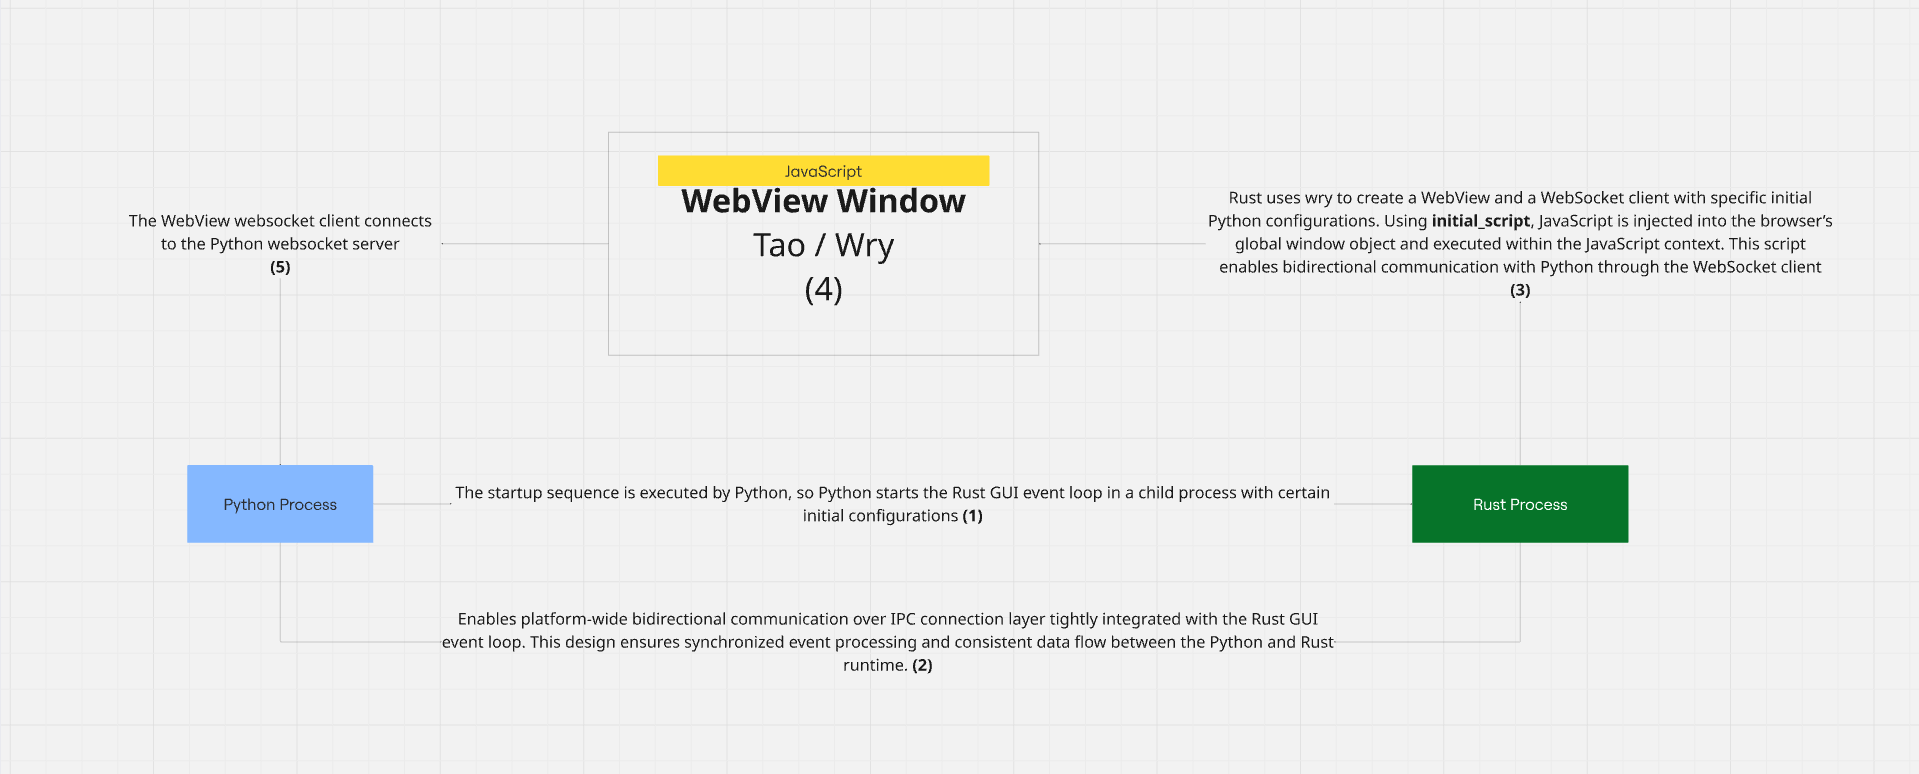 JavaScript
WebView Window
Tao / Wry
(4)
The WebView websocket client connects
to the Python websocket server
(5)
Rust uses wry to create a WebView and a WebSocket client with specific initial
Python configurations. Using initial_script, JavaScript is injected into the browser’s
global window object and executed within the JavaScript context. This script
enables bidirectional communication with Python through the WebSocket client
(3)
Python Process
The startup sequence is executed by Python, so Python starts the Rust GUI event loop in a child process with certain
initial configurations (1)
Rust Process
Enables platform-wide bidirectional communication over IPC connection layer tightly integrated with the Rust GUI
event loop. This design ensures synchronized event processing and consistent data flow between the Python and Rust
runtime. (2)